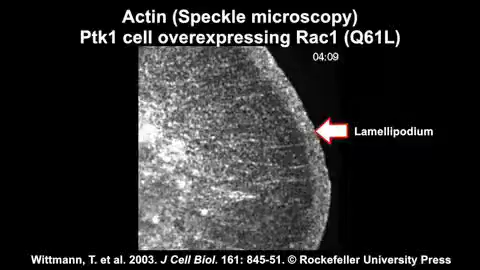 Actin (Speckle microscopy)
Ptk1 cell overexpressing Rac1 (Q61L)
04:09
Lamellipodium
Wittmann, T. et al. 2003. J Cell Biol. 161: 845-51. © Rockefeller University Press